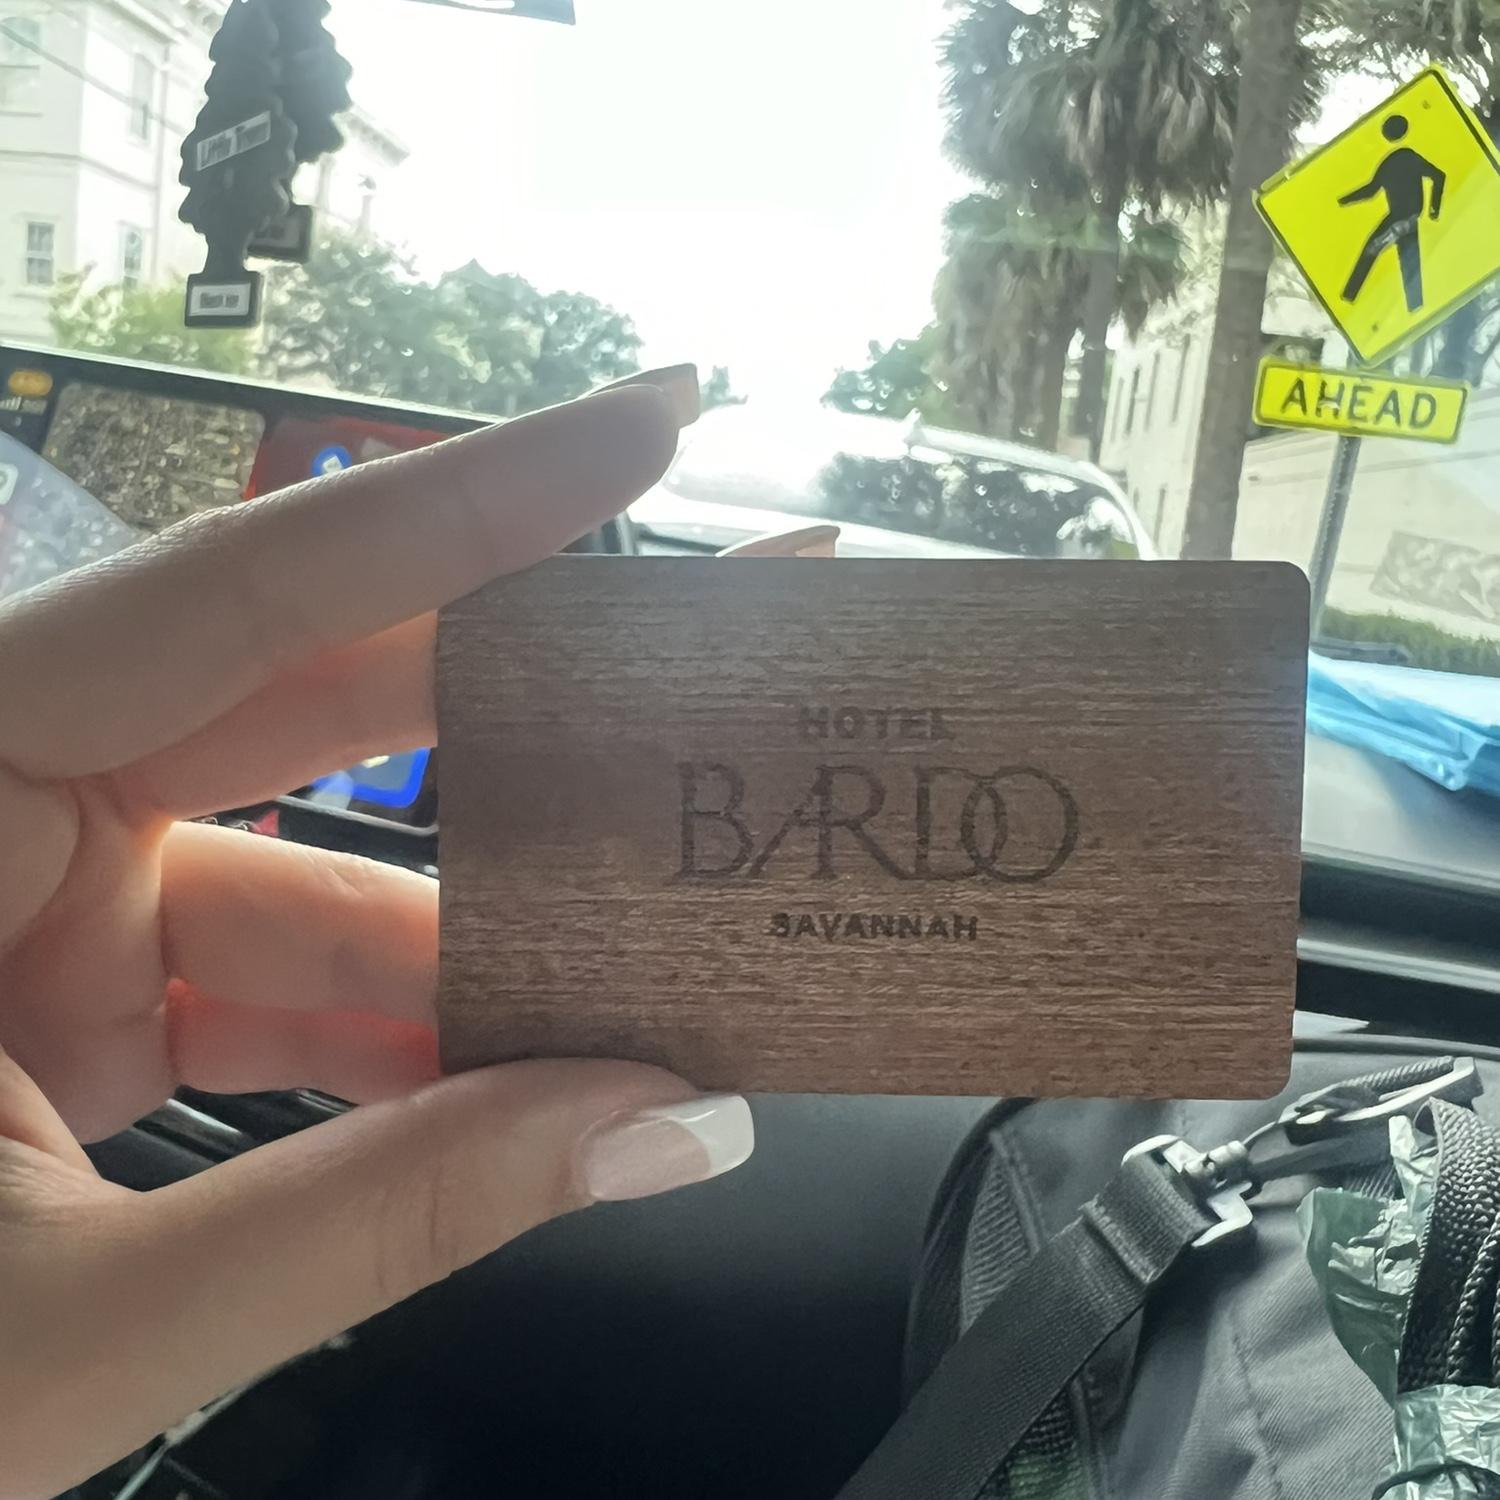 Little Trees
AHEAD
HOTEL
BARDO
SAVANNAH